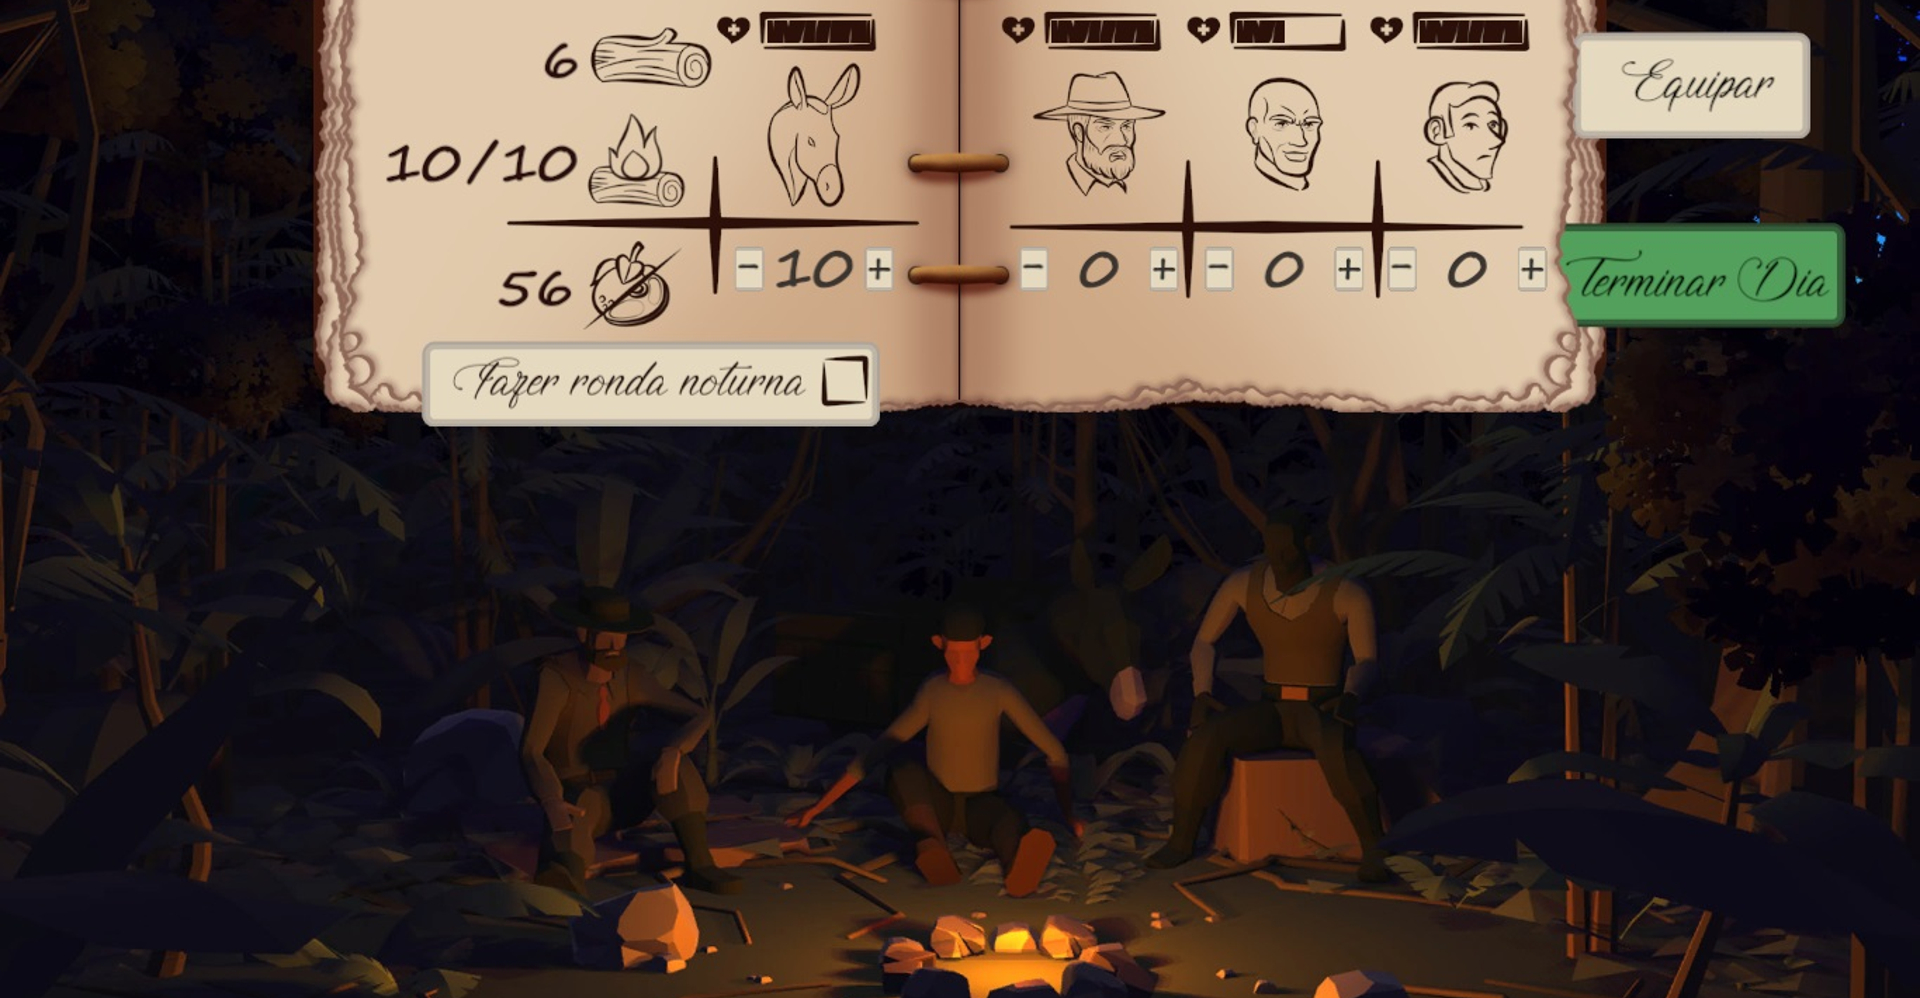 6
10/10
56
- 10 +
- 0 +
- 0 +
- 0 +
Fazer ronda noturna
Equipar
Terminar Dia